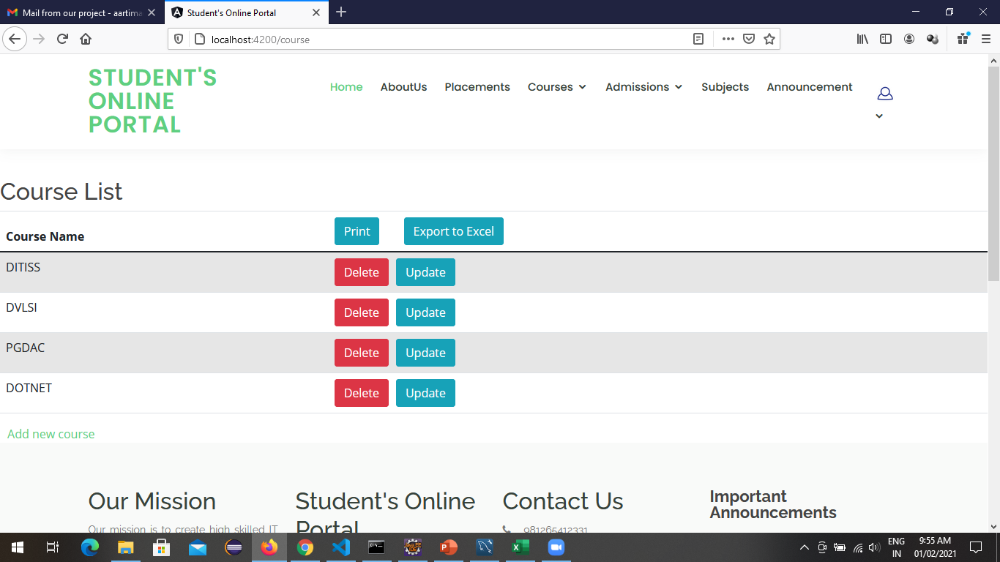 Mail from our project - aartima
Student's Online Portal
localhost:4200/course
STUDENT'S
ONLINE
PORTAL
Home AboutUs Placements Courses Admissions Subjects Announcement
Course List
Course Name Print Export to Excel
DITISS Delete Update
DVLSI Delete Update
PGDAC Delete Update
DOTNET Delete Update
Add new course
Our Mission
Our mission is to create high skilled IT
Student's Online
Portal
Contact Us
981265412331
Important
Announcements
ENG
IN
9:55 AM
01/02/2021